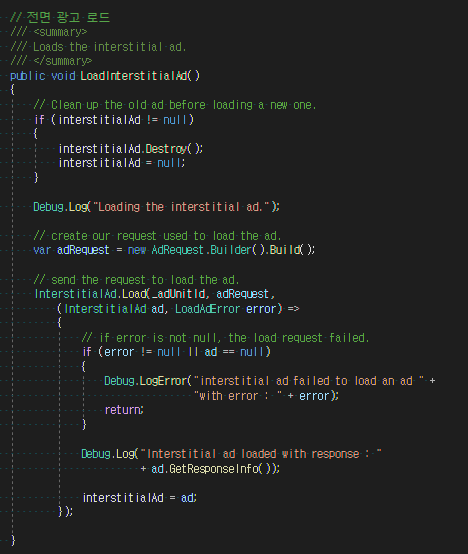 // 전면 광고 로드
/// <summary>
/// Loads the interstitial ad.
/// </summary>
public void LoadInterstitialAd()
{
// Clean up the old ad before loading a new one.
if (interstitialAd != null)
{
interstitialAd.Destroy();
interstitialAd = null;
}
Debug.Log("Loading the interstitial ad.");
// create our request used to load the ad.
var adRequest = new AdRequest.Builder().Build();
// send the request to load the ad.
InterstitialAd.Load(_adUnitId, adRequest,
(InterstitialAd ad, LoadAdError error) =>
{
// if error is not null, the load request failed.
if (error != null || ad == null)
{
Debug.LogError("interstitial ad failed to load an ad " +
"with error : " + error);
return;
}
Debug.Log("Interstitial ad loaded with response : "
+ ad.GetResponseInfo());
interstitialAd = ad;
});
}